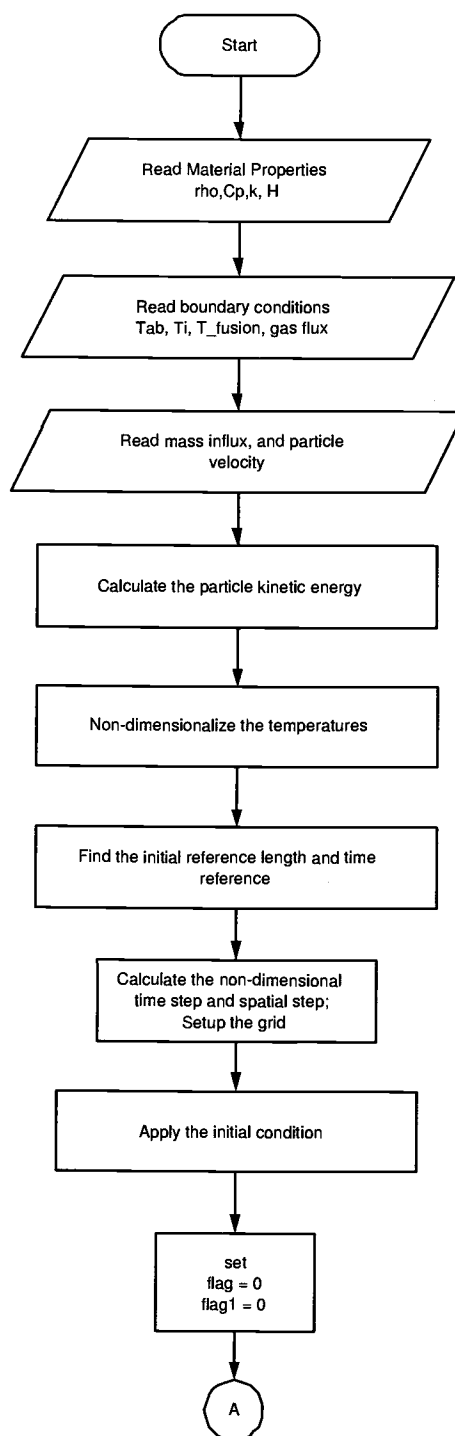 Start
Read Material Properties
rho,Cp,k, H
Read boundary conditions
Tab, Ti, T_fusion, gas flux
Read mass influx, and particle
velocity
Calculate the particle kinetic energy
Non-dimensionalize the temperatures
Find the initial reference length and time
reference
Calculate the non-dimensional
time step and spatial step;
Setup the grid
Apply the initial condition
set
flag = 0
flag1 = 0
A